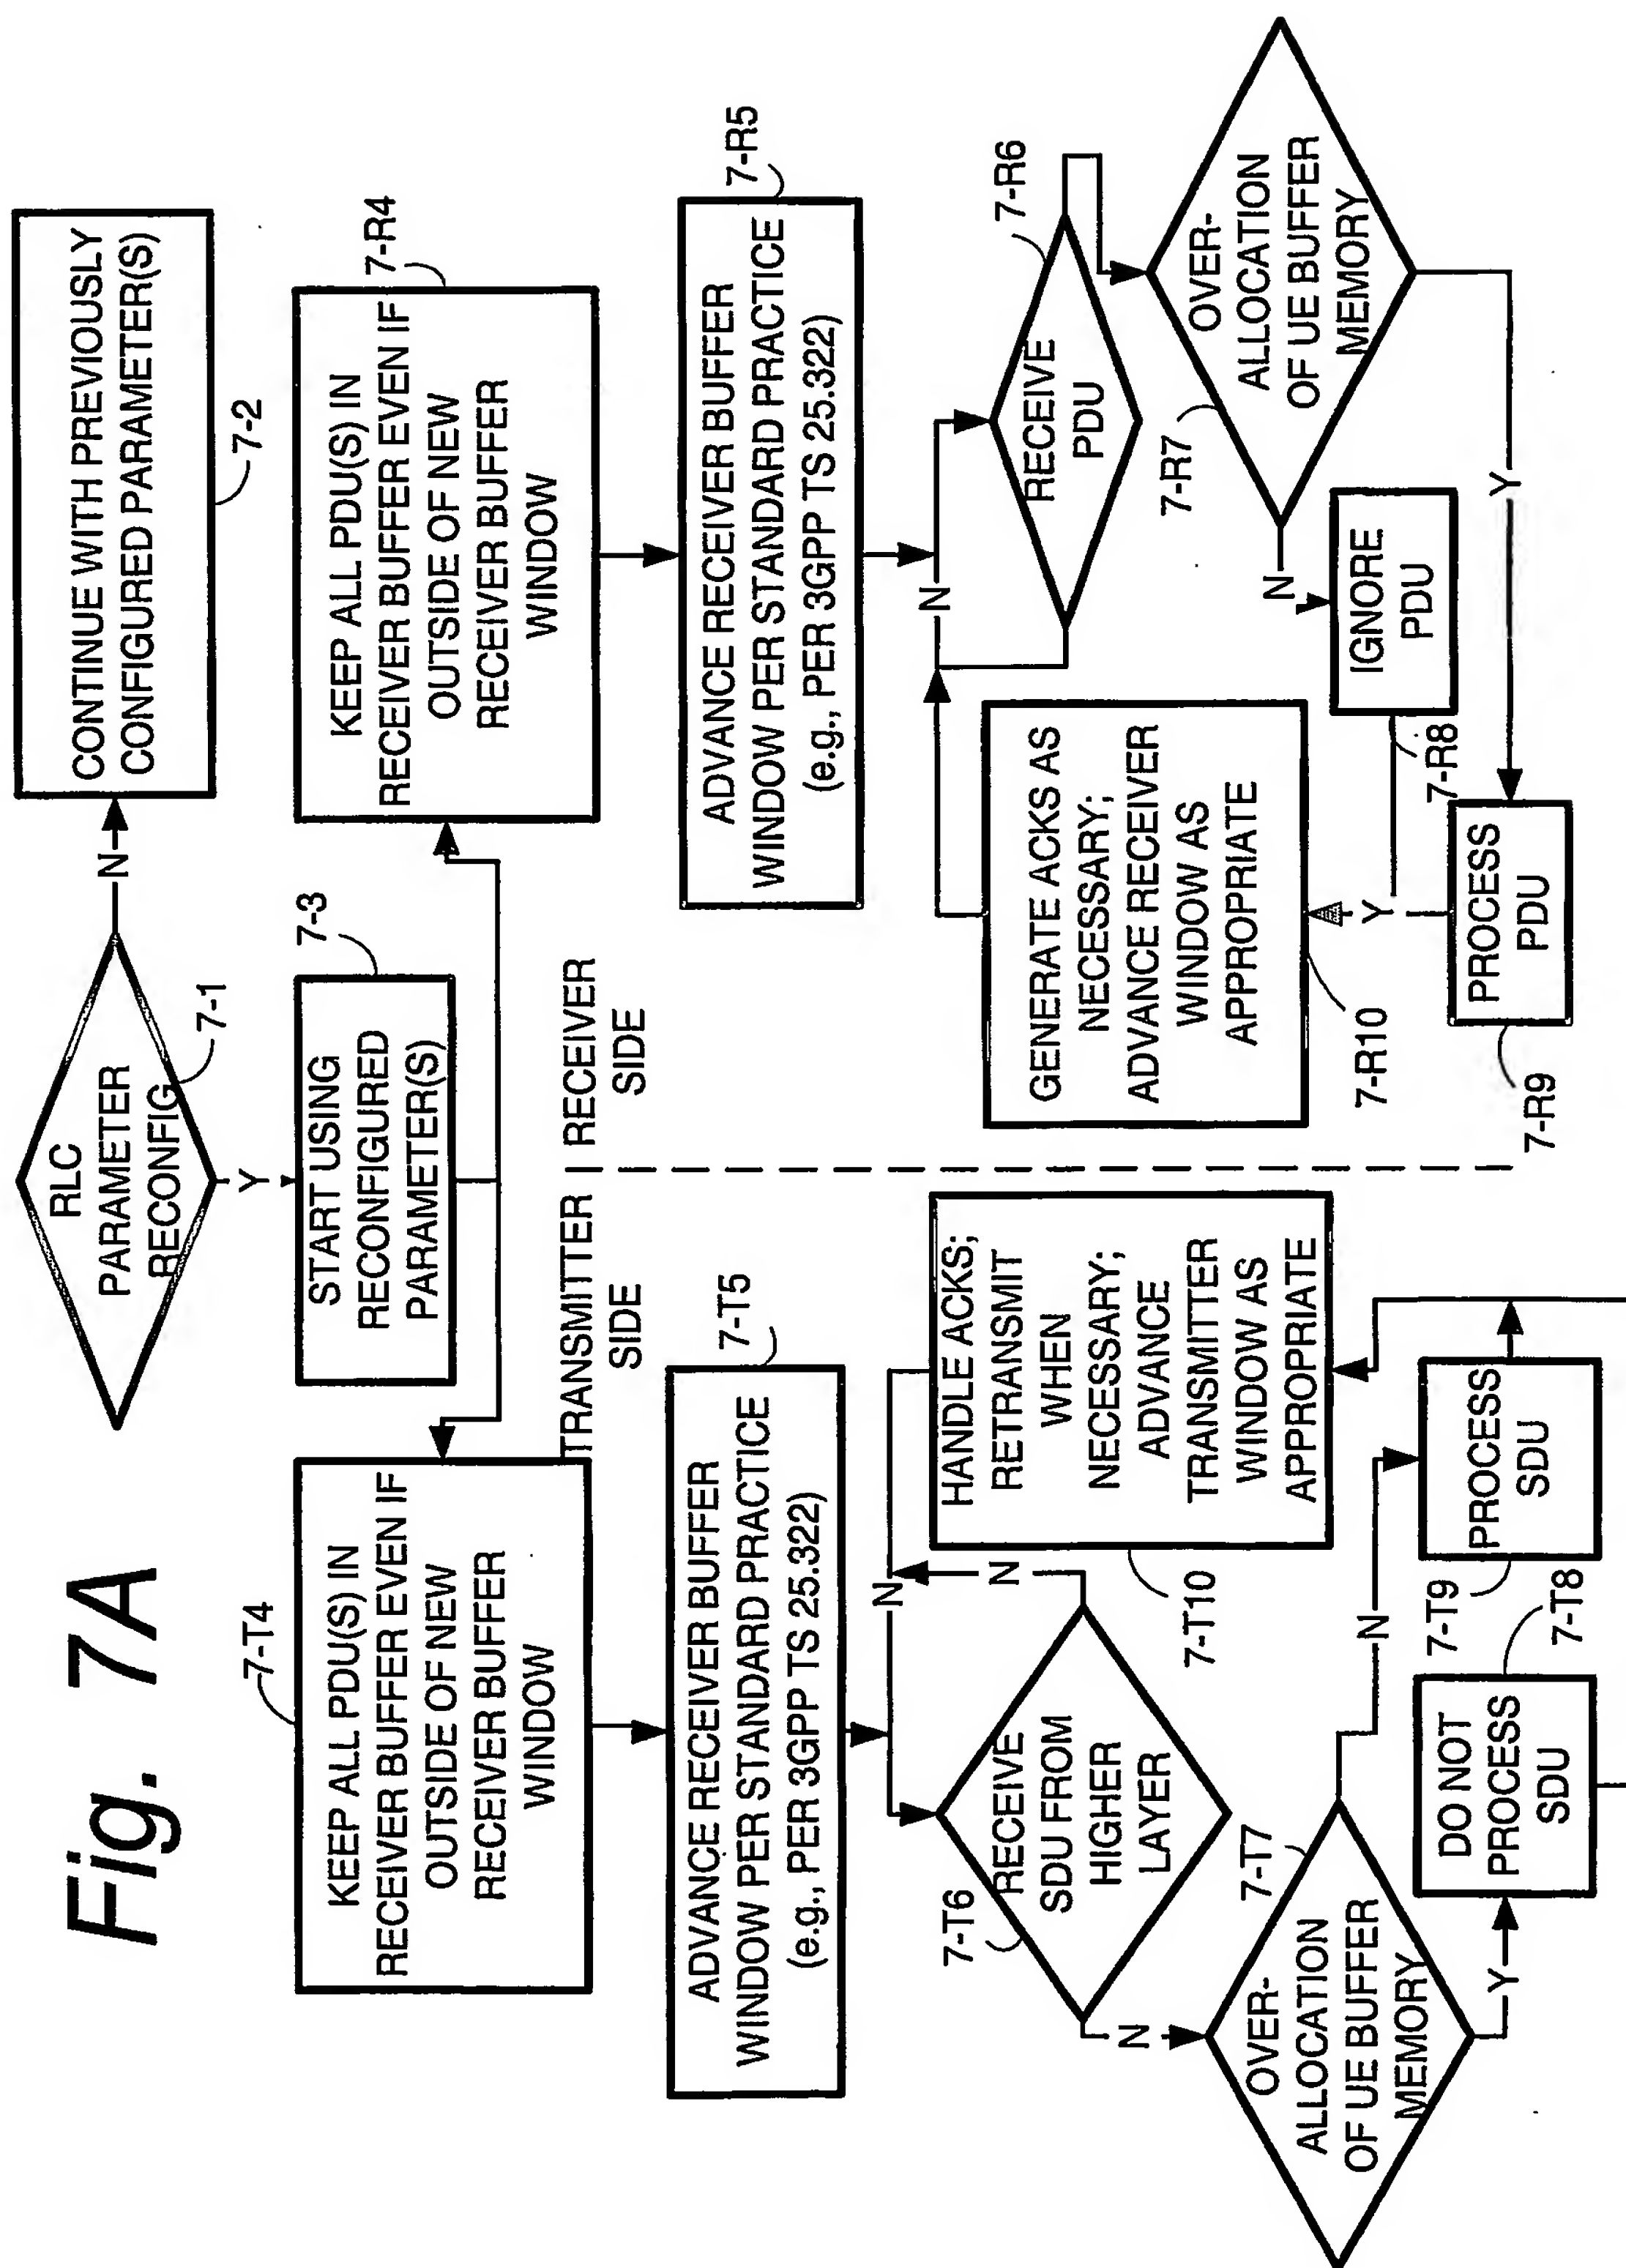 Fig. 7A
RLC
PARAMETER
RECONFIG
7-1
N
CONTINUE WITH PREVIOUSLY
CONFIGURED PARAMETER(S)
7-2
Y
START USING
RECONFIGURED
PARAMETER(S)
7-3
TRANSMITTER
SIDE
RECEIVER
SIDE
7-T4
KEEP ALL PDU(S) IN
RECEIVER BUFFER EVEN IF
OUTSIDE OF NEW
RECEIVER BUFFER
WINDOW
7-T5
ADVANCE RECEIVER BUFFER
WINDOW PER STANDARD PRACTICE
(e.g., PER 3GPP TS 25.322)
N
N
7-T6
RECEIVE
SDU FROM
HIGHER
LAYER
HANDLE ACKS;
RETRANSMIT
WHEN
NECESSARY;
ADVANCE
TRANSMITTER
WINDOW AS
APPROPRIATE
7-T10
N
7-T7
OVER-
ALLOCATION
OF UE BUFFER
MEMORY
N
Y
7-T9
PROCESS
SDU
7-T8
DO NOT
PROCESS
SDU
7-R4
KEEP ALL PDU(S) IN
RECEIVER BUFFER EVEN IF
OUTSIDE OF NEW
RECEIVER BUFFER
WINDOW
7-R5
ADVANCE RECEIVER BUFFER
WINDOW PER STANDARD PRACTICE
(e.g., PER 3GPP TS 25.322)
N
7-R6
RECEIVE
PDU
7-R7
OVER-
ALLOCATION
OF UE BUFFER
MEMORY
N
Y
IGNORE
PDU
7-R8
GENERATE ACKS AS
NECESSARY;
ADVANCE RECEIVER
WINDOW AS
APPROPRIATE
7-R10
Y
PROCESS
PDU
7-R9